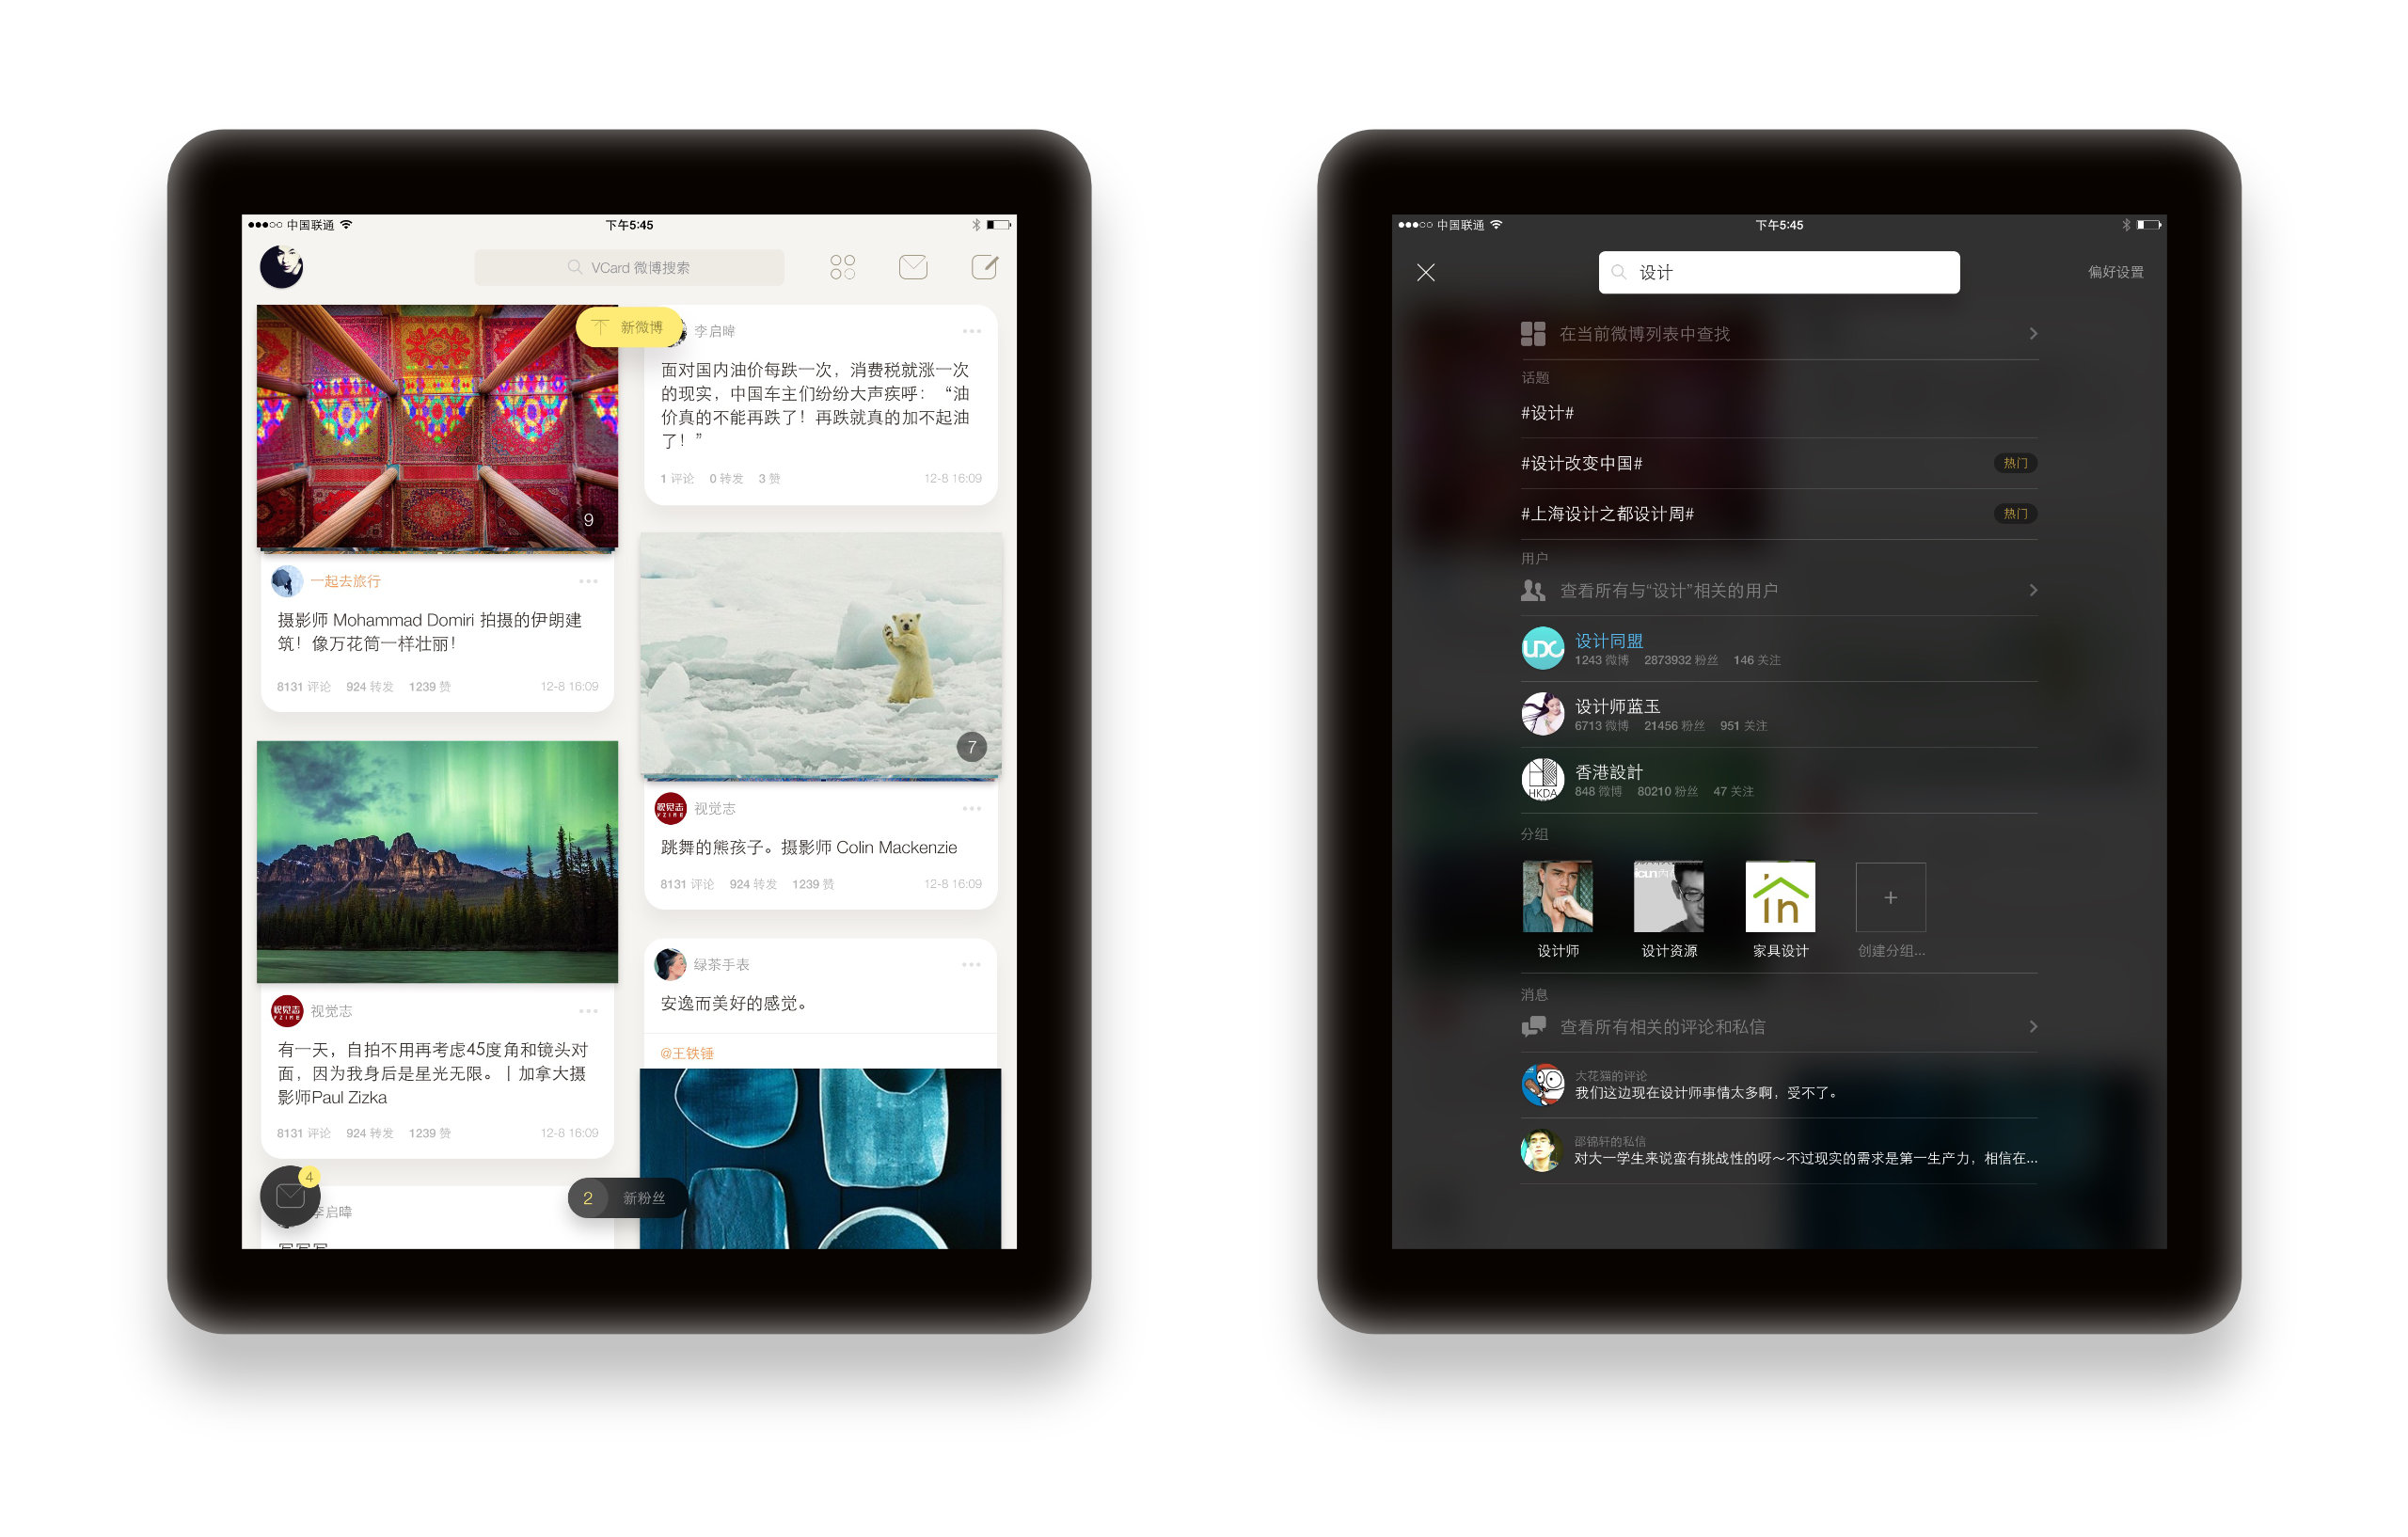 中国联通
下午5:45
VCard 微博搜索
新微博
9
一起去旅行
摄影师 Mohammad Domiri 拍摄的伊朗建
筑！像万花筒一样壮丽！
8131 评论 924 转发 1239 赞 12-8 16:09
视觉志
FZINE
视觉志
有一天，自拍不用再考虑45度角和镜头对
面，因为我身后是星光无限。丨加拿大摄
影师Paul Zizka
8131 评论 924 转发 1239 赞 12-8 16:09
4
李启暐
写写写
2 新粉丝
李启暐
面对国内油价每跌一次，消费税就涨一次
的现实，中国车主们纷纷大声疾呼：“油
价真的不能再跌了！再跌就真的加不起油
了！”
1 评论 0 转发 3 赞 12-8 16:09
7
视觉志
FZINE
视觉志
跳舞的熊孩子。摄影师 Colin Mackenzie
8131 评论 924 转发 1239 赞 12-8 16:09
绿茶手表
安逸而美好的感觉。
@王铁锤
中国联通
下午5:45
设计
偏好设置
在当前微博列表中查找
话题
#设计#
#设计改变中国# 热门
#上海设计之都设计周# 热门
用户
查看所有与“设计”相关的用户
UDC
设计同盟
1243 微博 2873932 粉丝 146 关注
设计师蓝玉
6713 微博 21456 粉丝 951 关注
HKDA
香港設計
848 微博 80210 粉丝 47 关注
分组
in
设计师 设计资源 家具设计 创建分组...
消息
查看所有相关的评论和私信
大花猫的评论
我们这边现在设计师事情太多啊，受不了。
邵锦轩的私信
对大一学生来说蛮有挑战性的呀～不过现实的需求是第一生产力，相信在...